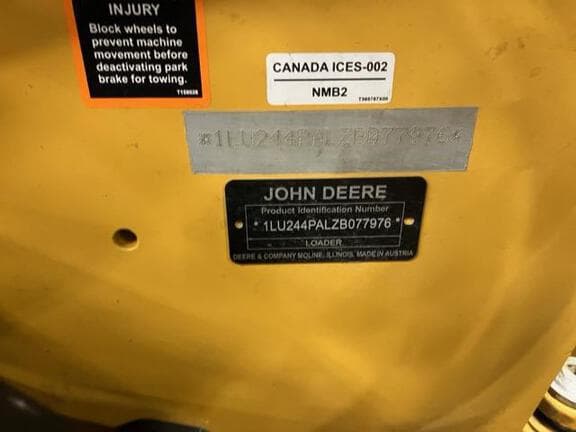 INJURY
Block wheels to
prevent machine
movement before
deactivating park
brake for towing.
CANADA ICES-002
NMB2
*1LU244PALZB077976*
JOHN DEERE
Product Identification Number
*1LU244PALZB077976*
LOADER
DEERE & COMPANY MOLINE, ILLINOIS, MADE IN AUSTRIA